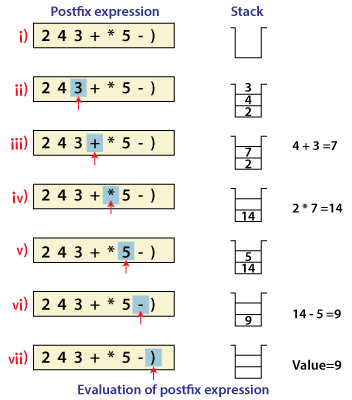 Postfix expression Stack
i) 2 4 3 + * 5 - )
ii) 2 4 3 + * 5 - ) 3
4
2
iii) 2 4 3 + * 5 - ) 7 4 + 3 =7
2
iv) 2 4 3 + * 5 - ) 14 2 * 7 =14
v) 2 4 3 + * 5 - ) 5
14
vi) 2 4 3 + * 5 - ) 9 14 - 5 =9
vii) 2 4 3 + * 5 - ) Value=9
Evaluation of postfix expression